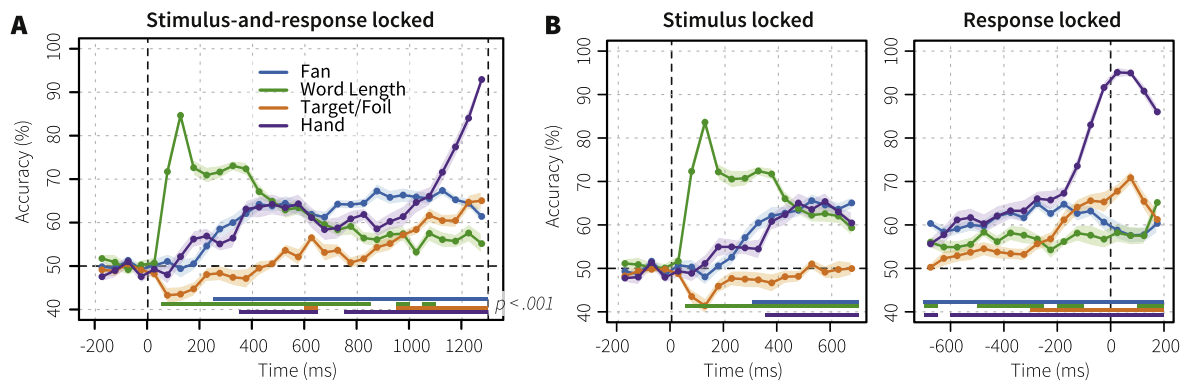 A
Stimulus-and-response locked
Accuracy (%)
40 50 60 70 80 90 100
Fan
Word Length
Target/Foil
Hand
p < .001
-200 0 200 400 600 800 1000 1200
Time (ms)
B
Stimulus locked
Accuracy (%)
40 50 60 70 80 90 100
-200 0 200 400 600
Time (ms)
Response locked
40 50 60 70 80 90 100
-600 -400 -200 0 200
Time (ms)